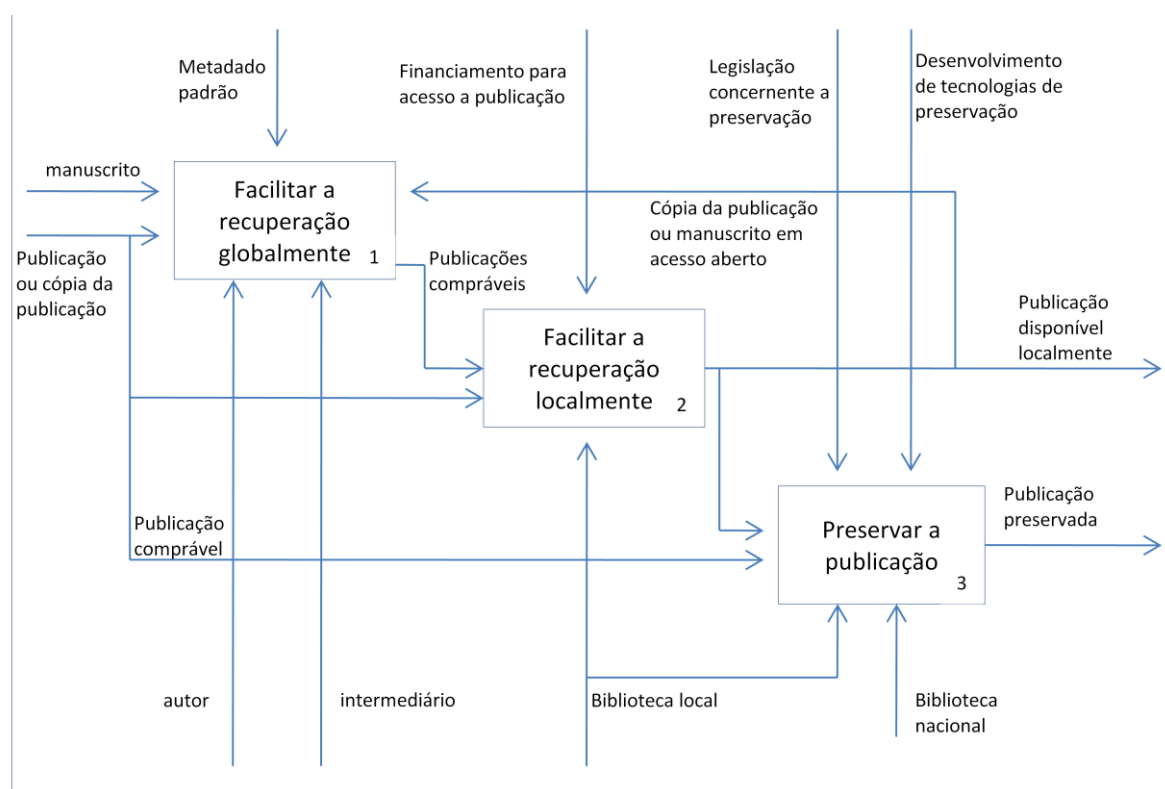 Metadado
padrão
Financiamento para
acesso a publicação
Legislação
concernente a
preservação
Desenvolvimento
de tecnologias de
preservação
manuscrito
Facilitar a
recuperação
globalmente 1
Publicação
ou cópia da
publicação
Publicações
compráveis
Cópia da publicação
ou manuscrito em
acesso aberto
Facilitar a
recuperação
localmente 2
Publicação
disponível
localmente
Publicação
comprável
Preservar a
publicação
3
Publicação
preservada
autor
intermediário
Biblioteca local
Biblioteca
nacional